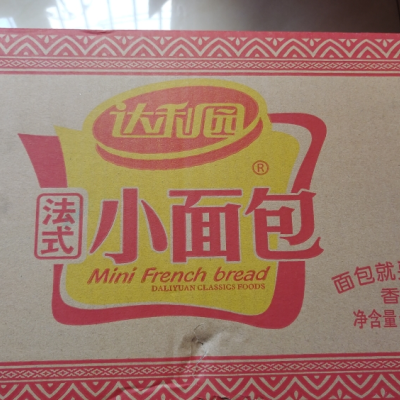 达利园
®
法式
小面包
Mini French bread
DALIYUAN CLASSICS FOODS
面包就
香
净含量